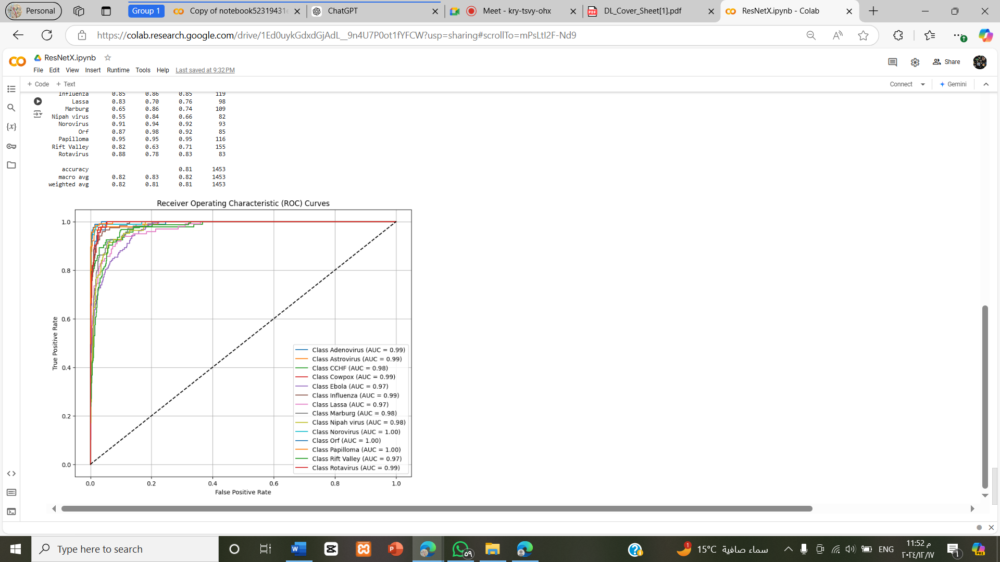 Personal
Group 1
Copy of notebook52319431e
ChatGPT
Meet - kry-tsvy-ohx
DL_Cover_Sheet[1].pdf
ResNetX.ipynb - Colab
https://colab.research.google.com/drive/1Ed0uykGdxdGjAdL__9n4U7P0ot1fYFCW?usp=sharing#scrollTo=mPsLtI2F-Nd9
ResNetX.ipynb
File Edit View Insert Runtime Tools Help Last saved at 9:32 PM
Share
+ Code + Text
Connect
Gemini
Influenza 0.85 0.86 0.85 119
Lassa 0.83 0.70 0.76 98
Marburg 0.65 0.86 0.74 109
Nipah virus 0.55 0.84 0.66 82
Norovirus 0.91 0.94 0.92 93
Orf 0.87 0.98 0.92 85
Papilloma 0.95 0.95 0.95 116
Rift Valley 0.82 0.63 0.71 155
Rotavirus 0.88 0.78 0.83 83
accuracy 0.81 1453
macro avg 0.82 0.83 0.82 1453
weighted avg 0.82 0.81 0.81 1453
Receiver Operating Characteristic (ROC) Curves
1.0
0.8
0.6
0.4
0.2
0.0
True Positive Rate
Class Adenovirus (AUC = 0.99)
Class Astrovirus (AUC = 0.99)
Class CCHF (AUC = 0.98)
Class Cowpox (AUC = 0.99)
Class Ebola (AUC = 0.97)
Class Influenza (AUC = 0.99)
Class Lassa (AUC = 0.97)
Class Marburg (AUC = 0.98)
Class Nipah virus (AUC = 0.98)
Class Norovirus (AUC = 1.00)
Class Orf (AUC = 1.00)
Class Papilloma (AUC = 1.00)
Class Rift Valley (AUC = 0.97)
Class Rotavirus (AUC = 0.99)
0.0 0.2 0.4 0.6 0.8 1.0
False Positive Rate
Type here to search
٥٩
1
15°C سماء صافية
ENG
11:52 م
٢٠٢٤/١٢/١٧
1
PRE